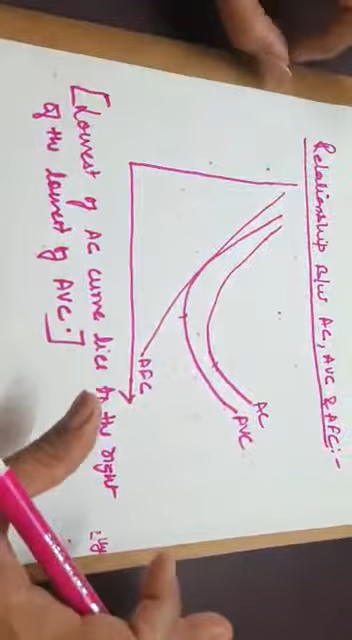 Relationship b/w AC, AVC & AFC:-
AC
AVC
AFC
[Lowest of AC curve lies to the right
of the lowest of AVC.]